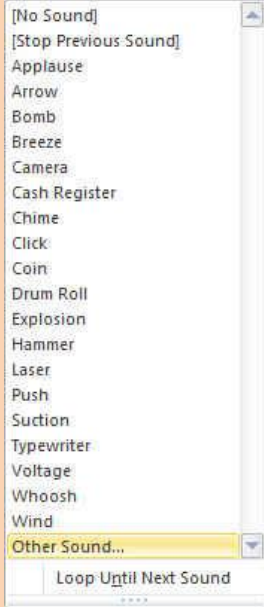 [No Sound]
[Stop Previous Sound]
Applause
Arrow
Bomb
Breeze
Camera
Cash Register
Chime
Click
Coin
Drum Roll
Explosion
Hammer
Laser
Push
Suction
Typewriter
Voltage
Whoosh
Wind
Other Sound...
Loop Until Next Sound